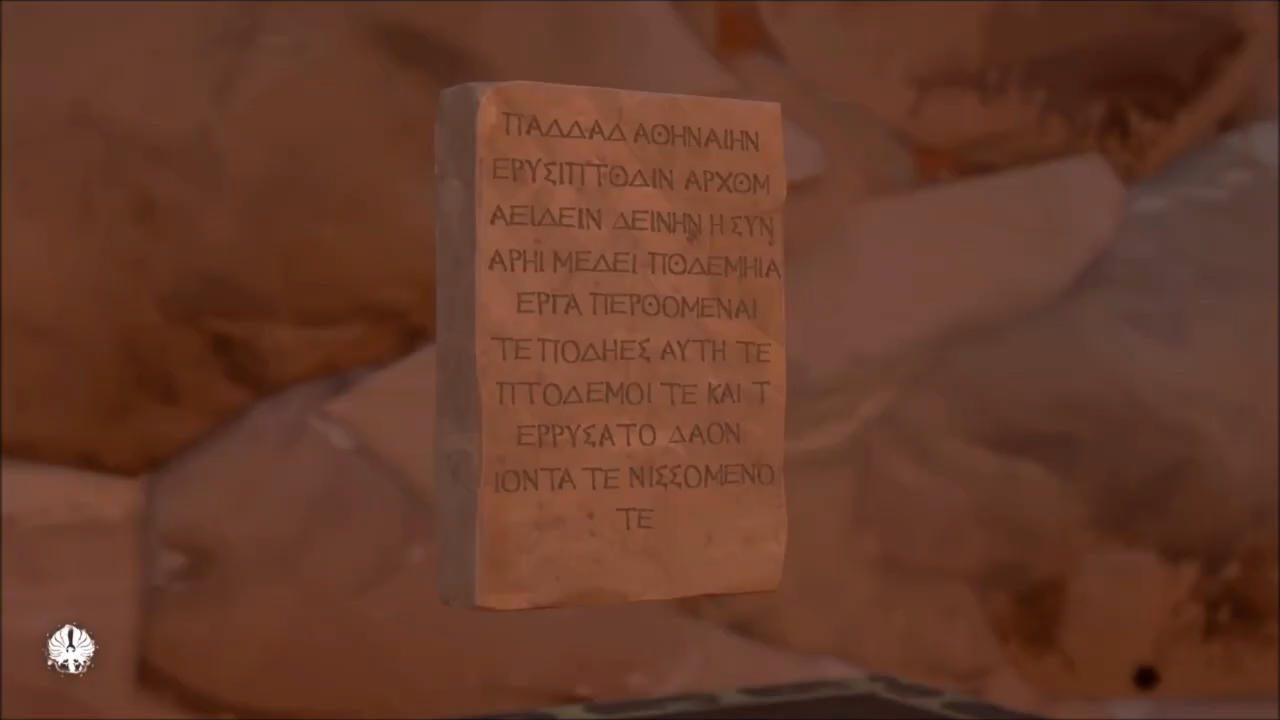 ΠΑΔΔΑΔ ΑΘΗΝΑΙΗΝ
ΕΡΥΣΙΠΤΟΔΙΝ ΑΡΧΟΜ
ΑΕΙΔΕΙΝ ΔΕΙΝΗΝ Η ΣΥΝ
ΑΡΗΙ ΜΕΔΕΙ ΠΟΔΕΜΗΙΑ
ΕΡΓΑ ΠΕΡΘΟΜΕΝΑΙ
ΤΕ ΠΟΔΗΕΣ ΑΥΤΗ ΤΕ
ΠΤΟΔΕΜΟΙ ΤΕ ΚΑΙ Τ
ΕΡΡΥΣΑΤΟ ΔΑΟΝ
ΙΟΝΤΑ ΤΕ ΝΙΣΣΟΜΕΝΟ
ΤΕ